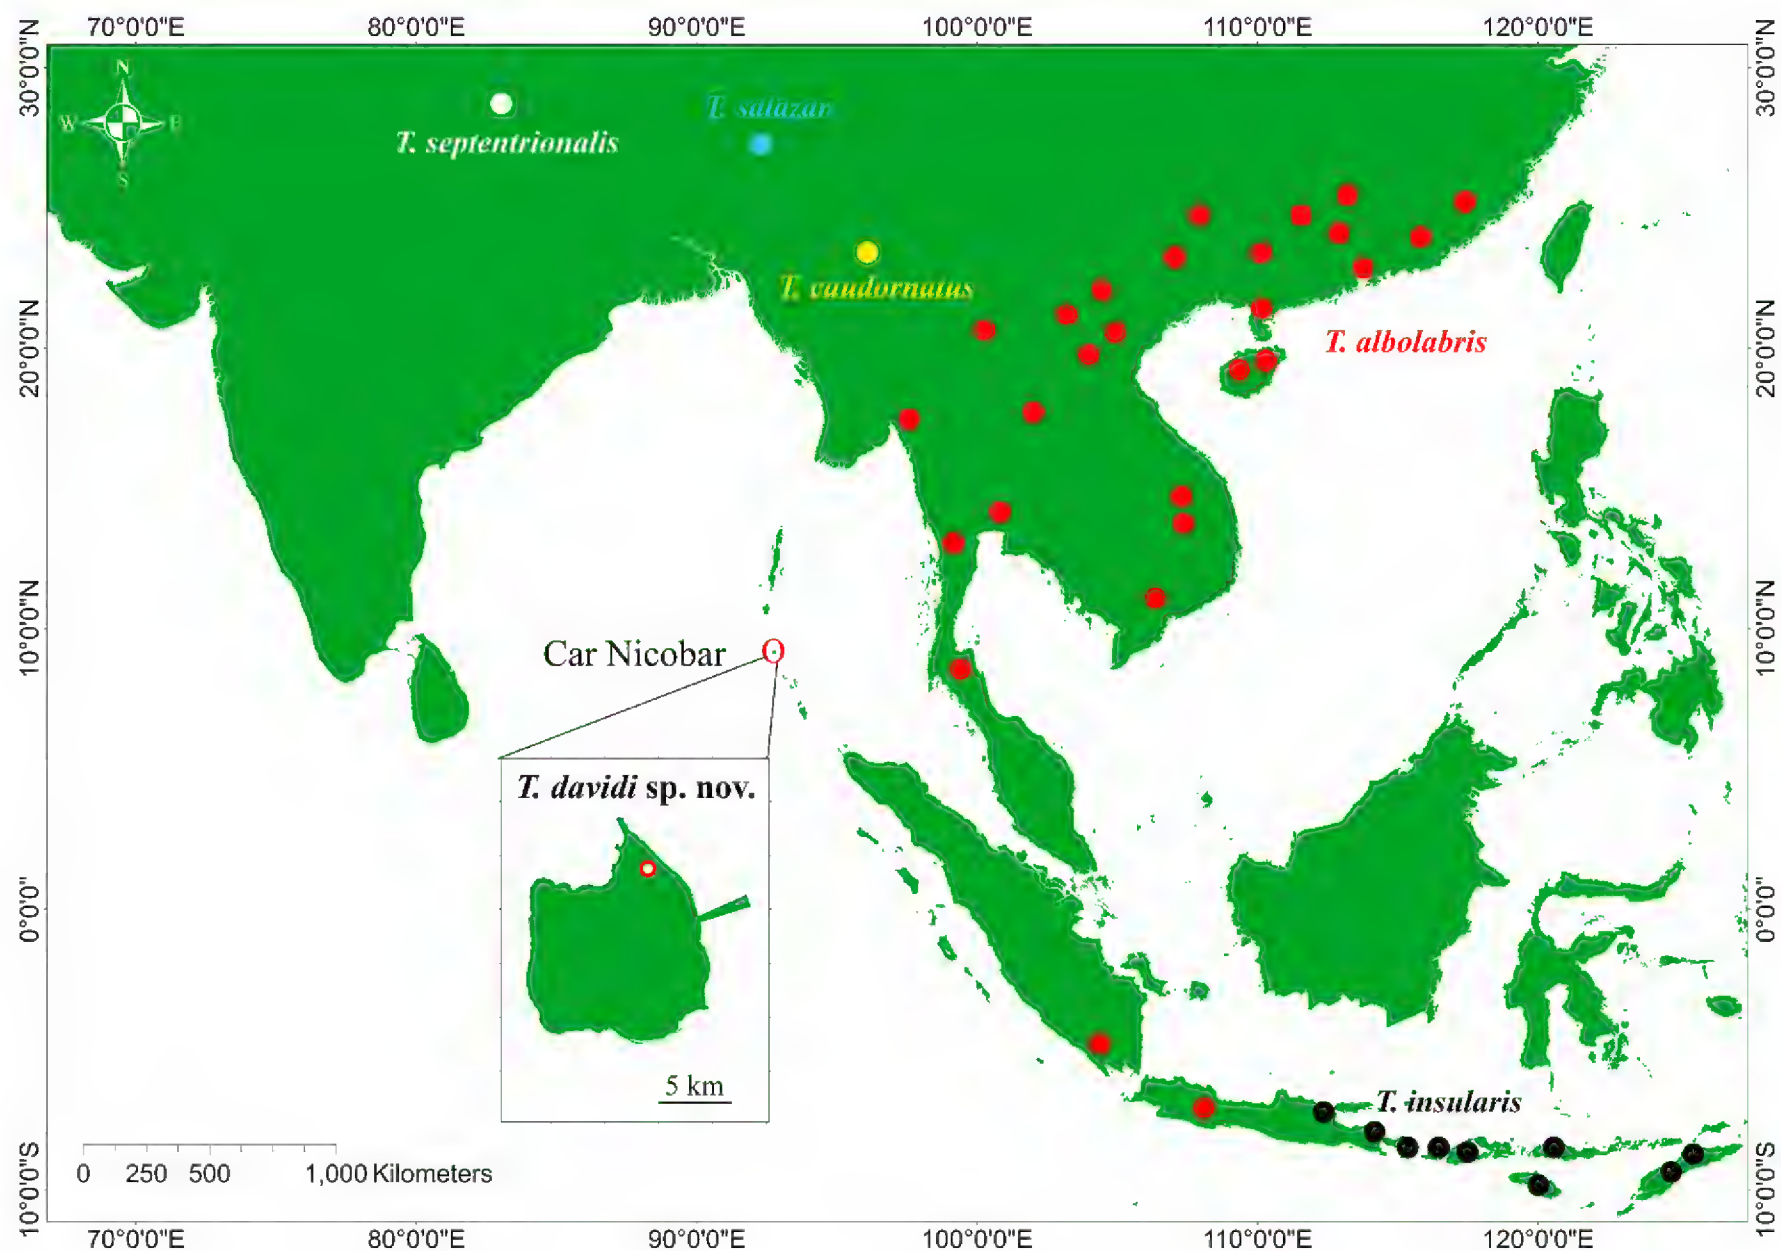 70°0'0"E 80°0'0"E 90°0'0"E 100°0'0"E 110°0'0"E 120°0'0"E
30°0'0"N
30°0'0"N
N
W E
S
T. septentrionalis
T. salazar
T. caudornatus
T. albolabris
20°0'0"N
20°0'0"N
10°0'0"N
10°0'0"N
Car Nicobar
T. davidi sp. nov.
5 km
0°0'0"
0°0'0"
T. insularis
0 250 500 1,000 Kilometers
10°0'0"S
10°0'0"S
70°0'0"E 80°0'0"E 90°0'0"E 100°0'0"E 110°0'0"E 120°0'0"E